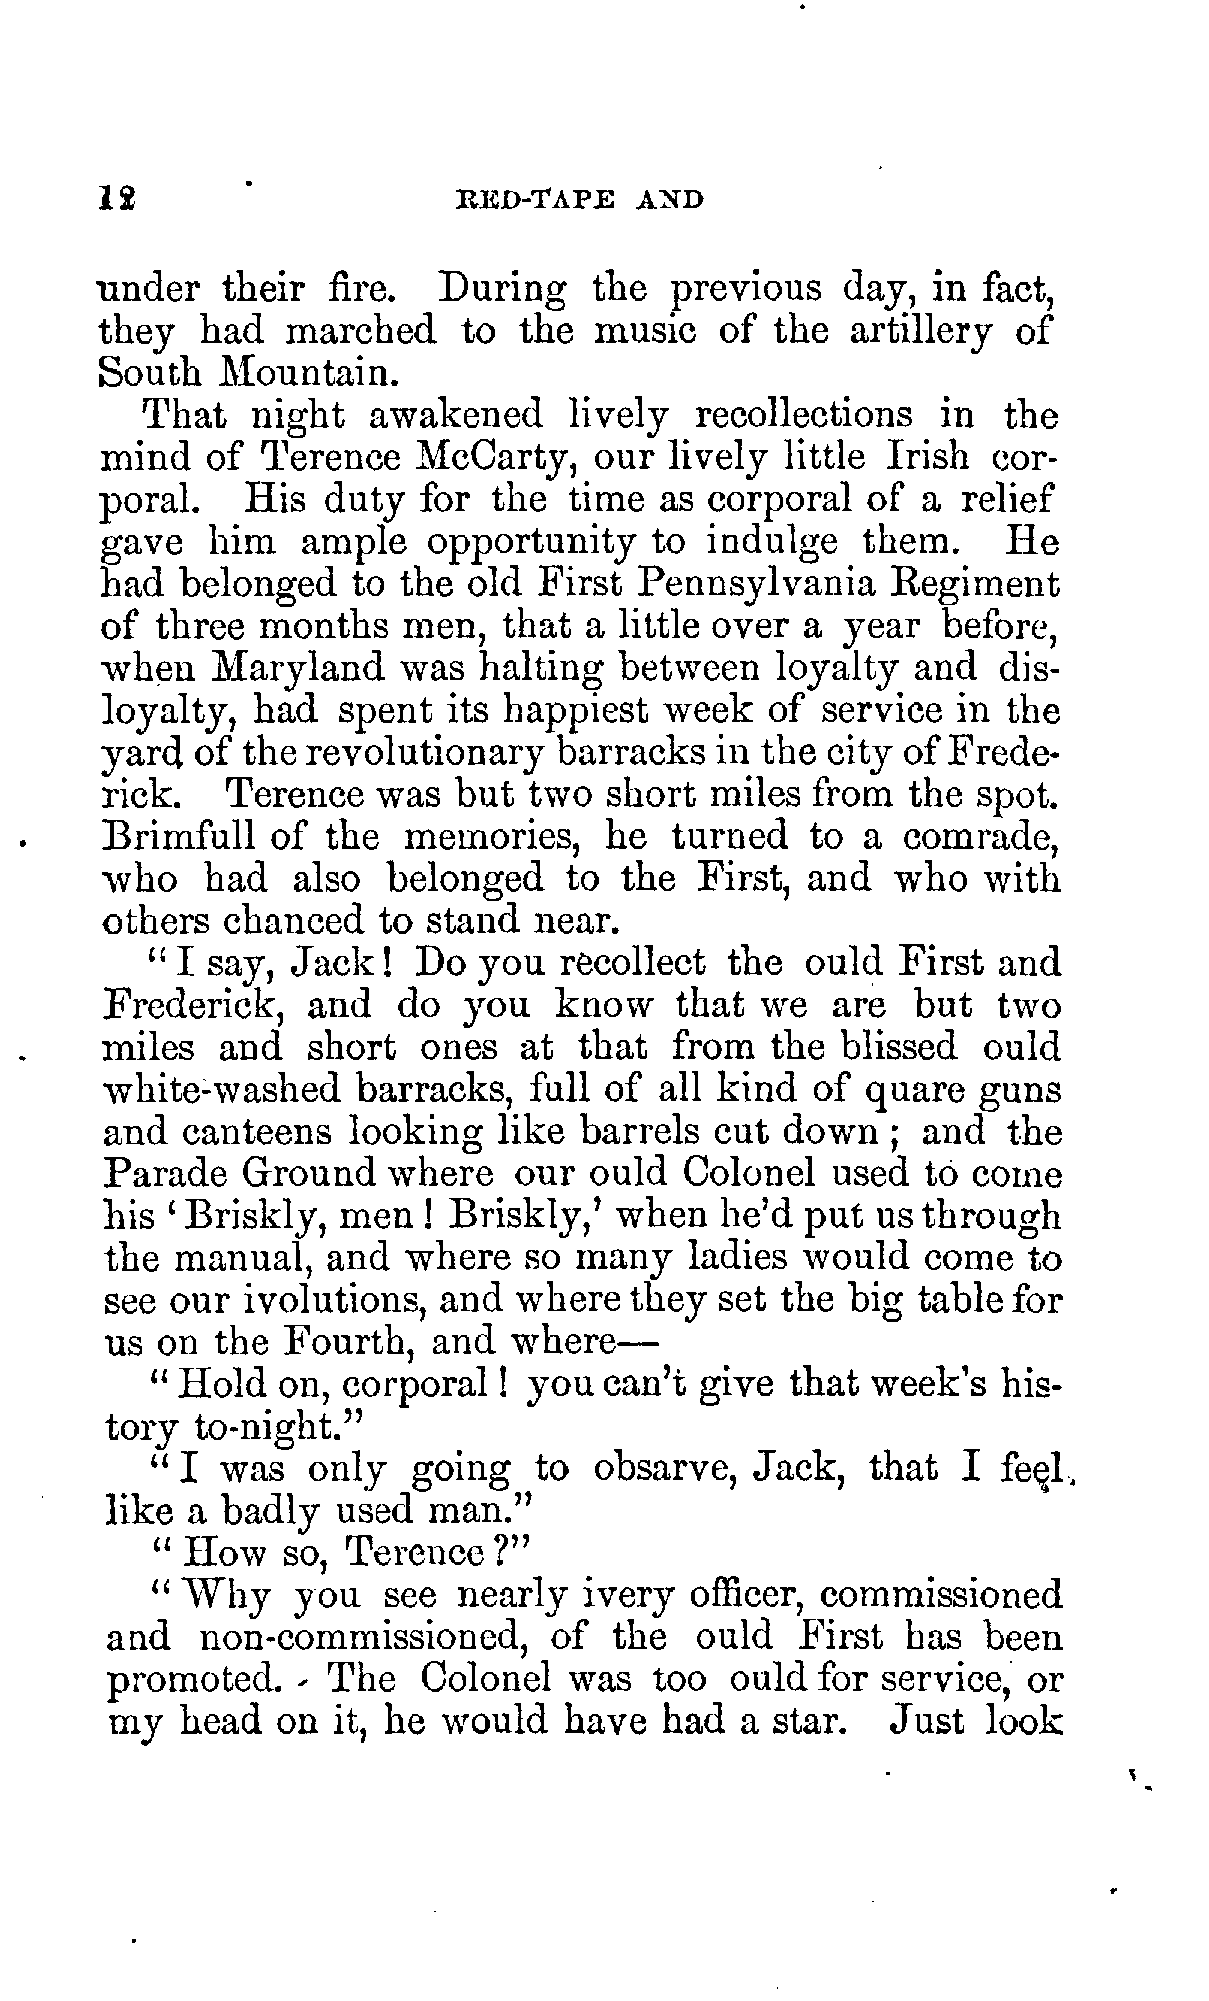 12 RED-TAPE AND
under their fire. During the previous day, in fact,
they had marched to the music of the artillery of
South Mountain.
That night awakened lively recollections in the
mind of Terence McCarty, our lively little Irish cor-
poral. His duty for the time as corporal of a relief
gave him ample opportunity to indulge them. He
had belonged to the old First Pennsylvania Regiment
of three months men, that a little over a year before,
when Maryland was halting between loyalty and dis-
loyalty, had spent its happiest week of service in the
yard of the revolutionary barracks in the city of Frede-
rick. Terence was but two short miles from the spot.
Brimfull of the memories, he turned to a comrade,
who had also belonged to the First, and who with
others chanced to stand near.
"I say, Jack! Do you recollect the ould First and
Frederick, and do you know that we are but two
miles and short ones at that from the blissed ould
white-washed barracks, full of all kind of quare guns
and canteens looking like barrels cut down; and the
Parade Ground where our ould Colonel used to come
his 'Briskly, men! Briskly,' when he'd put us through
the manual, and where so many ladies would come to
see our ivolutions, and where they set the big table for
us on the Fourth, and where—
"Hold on, corporal! you can't give that week's his-
tory to-night."
"I was only going to obsarve, Jack, that I feel
like a badly used man."
"How so, Terence?"
"Why you see nearly ivery officer, commissioned
and non-commissioned, of the ould First has been
promoted. The Colonel was too ould for service, or
my head on it, he would have had a star. Just look